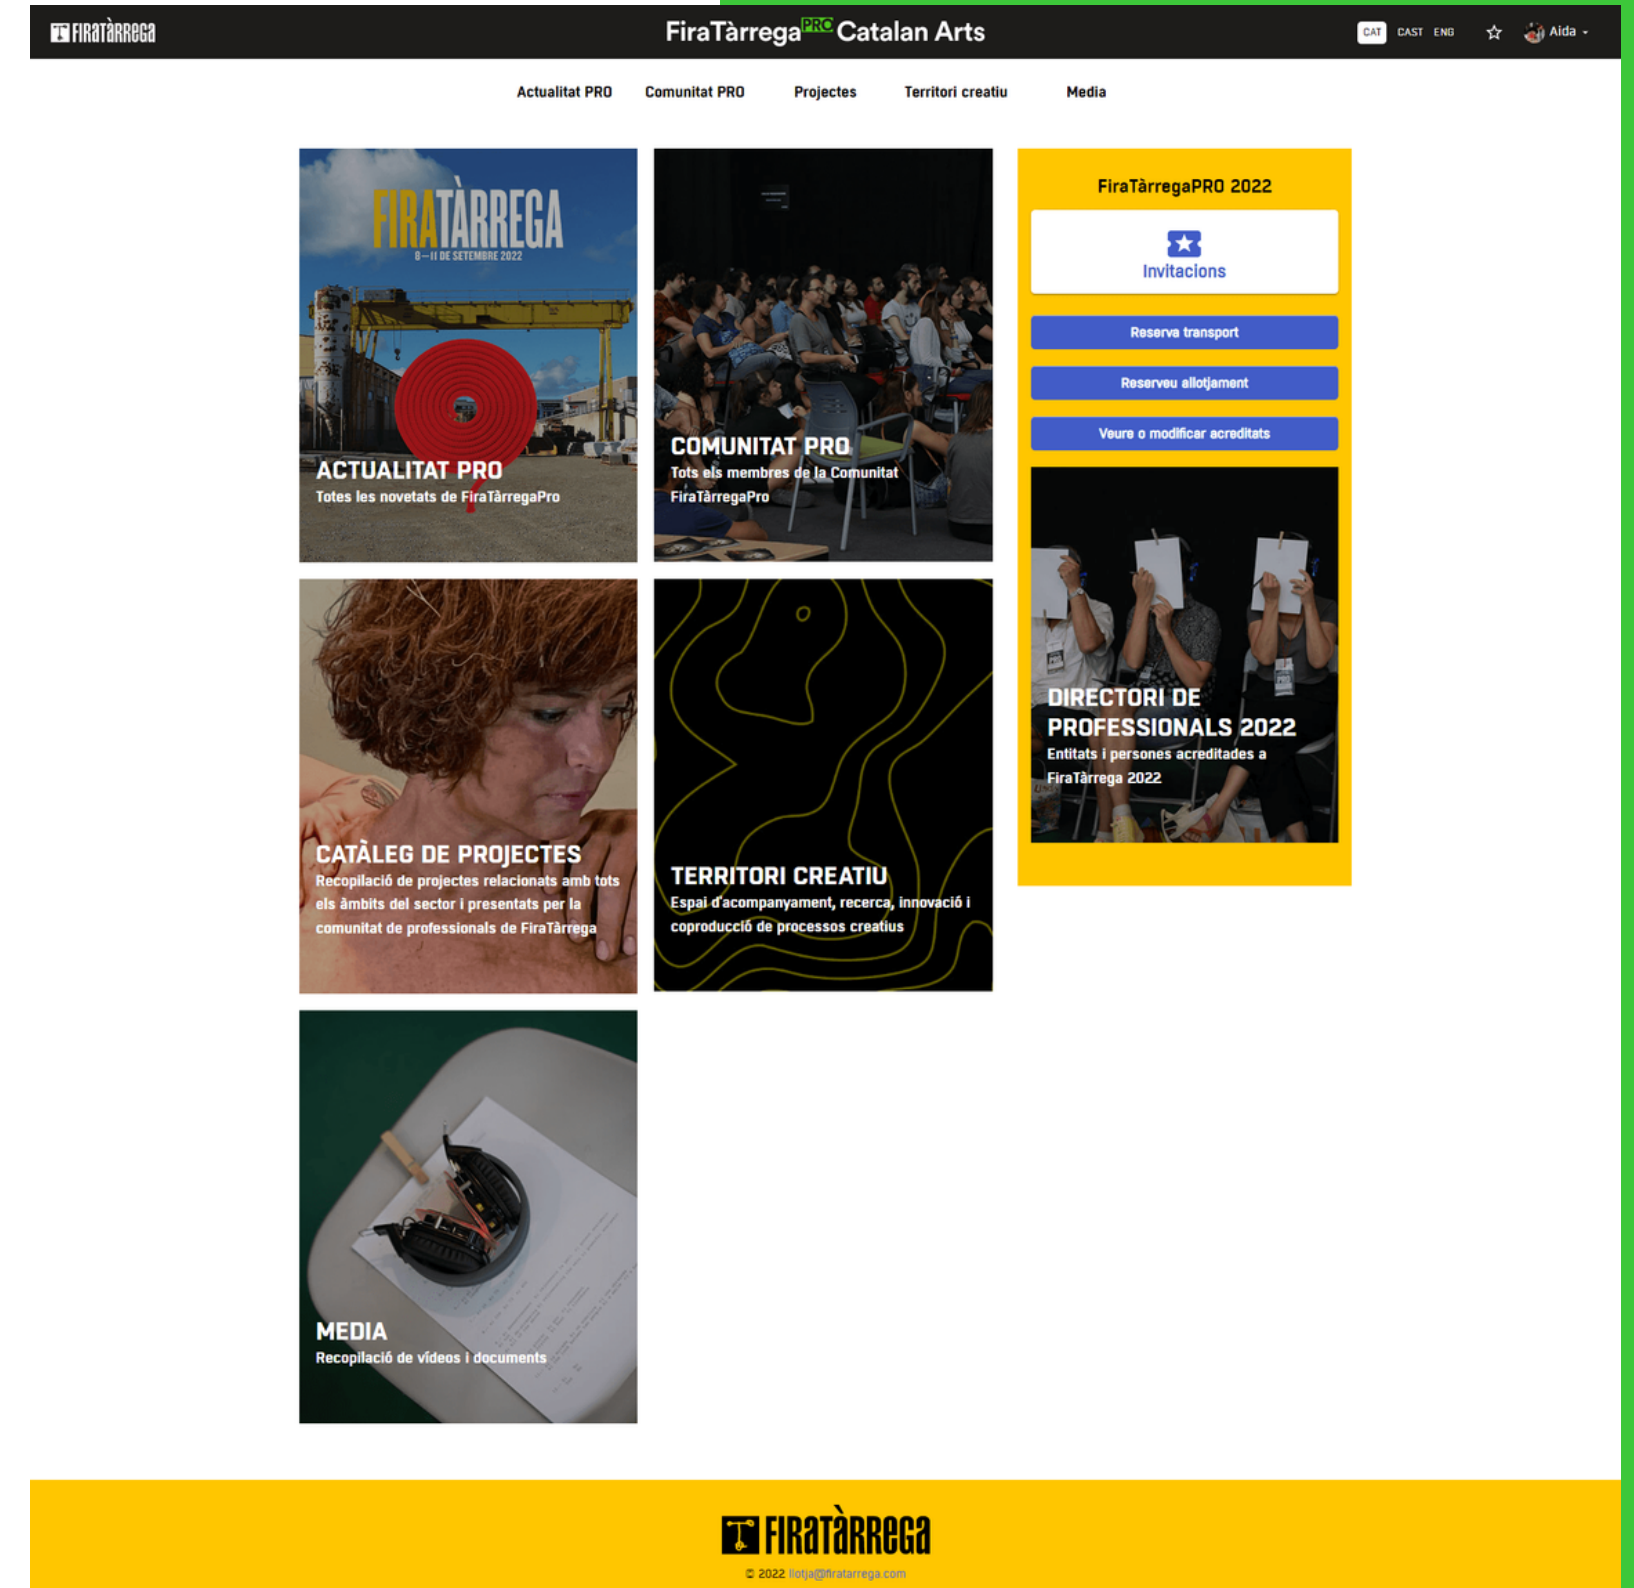 FIRATÀRREGA
FiraTàrregaPRO Catalan Arts
CAT CAST ENG
Aida
Actualitat PRO Comunitat PRO Projectes Territori creatiu Media
FIRATÀRREGA
8—11 DE SETEMBRE 2022
ACTUALITAT PRO
Totes les novetats de FiraTàrregaPro
COMUNITAT PRO
Tots els membres de la Comunitat
FiraTàrregaPro
FiraTàrregaPRO 2022
Invitacions
Reserva transport
Reserveu allotjament
Veure o modificar acreditats
DIRECTORI DE
PROFESSIONALS 2022
Entitats i persones acreditades a
FiraTàrrega 2022
CATÀLEG DE PROJECTES
Recopilació de projectes relacionats amb tots
els àmbits del sector i presentats per la
comunitat de professionals de FiraTàrrega
TERRITORI CREATIU
Espai d'acompanyament, recerca, innovació i
coproducció de processos creatius
MEDIA
Recopilació de vídeos i documents
FIRATÀRREGA
© 2022 llotja@firatarrega.com